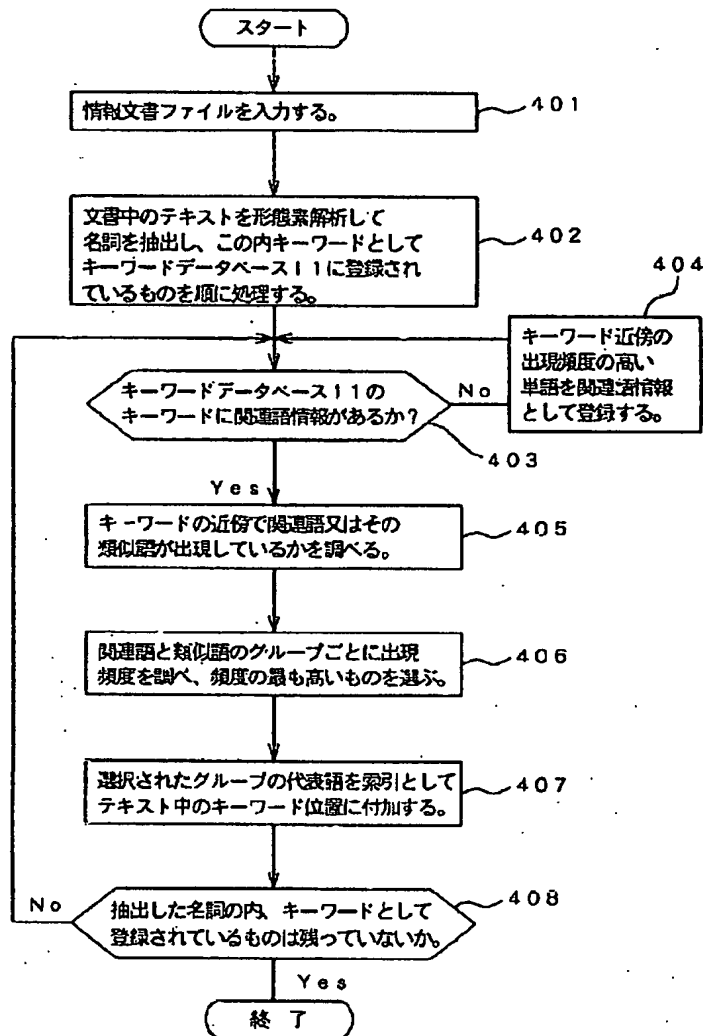 スタート
情報文書ファイルを入力する。
401
文書中のテキストを形態素解析して
名詞を抽出し、この内キーワードとして
キーワードデータベース11に登録され
ているものを順に処理する。
402
404
キーワード近傍の
出現頻度の高い
単語を関連語情報
として登録する。
キーワードデータベース11の
キーワードに関連語情報があるか?
No
403
Yes
キーワードの近傍で関連語又はその
類似語が出現しているかを調べる。
405
関連語と類似語のグループごとに出現
頻度を調べ、頻度の最も高いものを選ぶ。
406
選択されたグループの代表語を索引として
テキスト中のキーワード位置に付加する。
407
No
抽出した名詞の内、キーワードとして
登録されているものは残っていないか。
408
Yes
終了